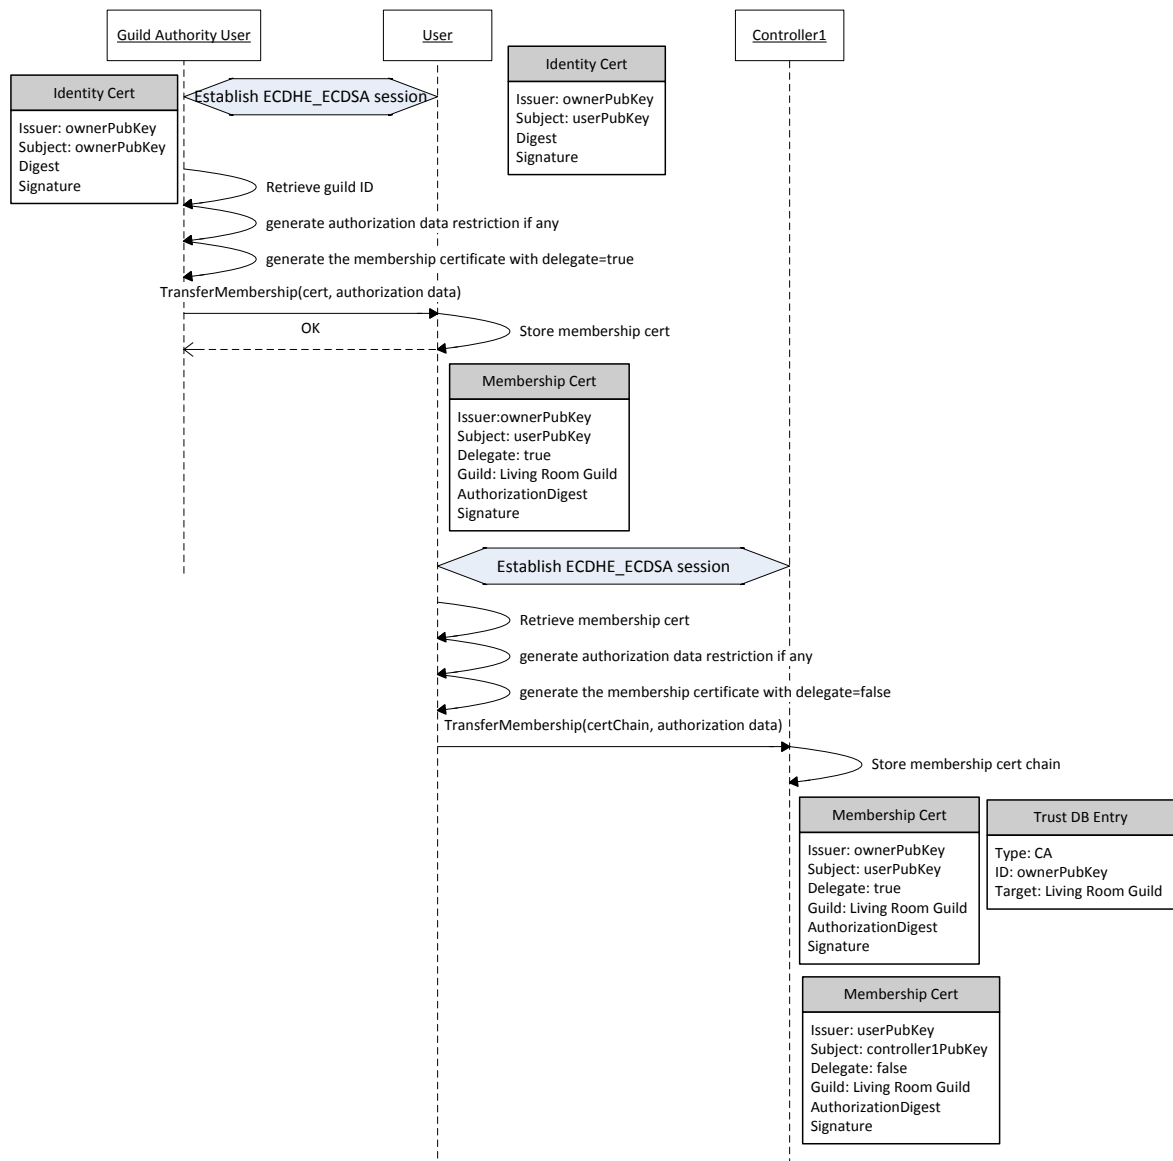 Guild Authority User
User
Controller1
Identity Cert
Issuer: ownerPubKey
Subject: ownerPubKey
Digest
Signature
Establish ECDHE_ECDSA session
Identity Cert
Issuer: ownerPubKey
Subject: userPubKey
Digest
Signature
Retrieve guild ID
generate authorization data restriction if any
generate the membership certificate with delegate=true
TransferMembership(cert, authorization data)
OK
Store membership cert
Membership Cert
Issuer:ownerPubKey
Subject: userPubKey
Delegate: true
Guild: Living Room Guild
AuthorizationDigest
Signature
Establish ECDHE_ECDSA session
Retrieve membership cert
generate authorization data restriction if any
generate the membership certificate with delegate=false
TransferMembership(certChain, authorization data)
Store membership cert chain
Membership Cert
Issuer: ownerPubKey
Subject: userPubKey
Delegate: true
Guild: Living Room Guild
AuthorizationDigest
Signature
Trust DB Entry
Type: CA
ID: ownerPubKey
Target: Living Room Guild
Membership Cert
Issuer: userPubKey
Subject: controller1PubKey
Delegate: false
Guild: Living Room Guild
AuthorizationDigest
Signature